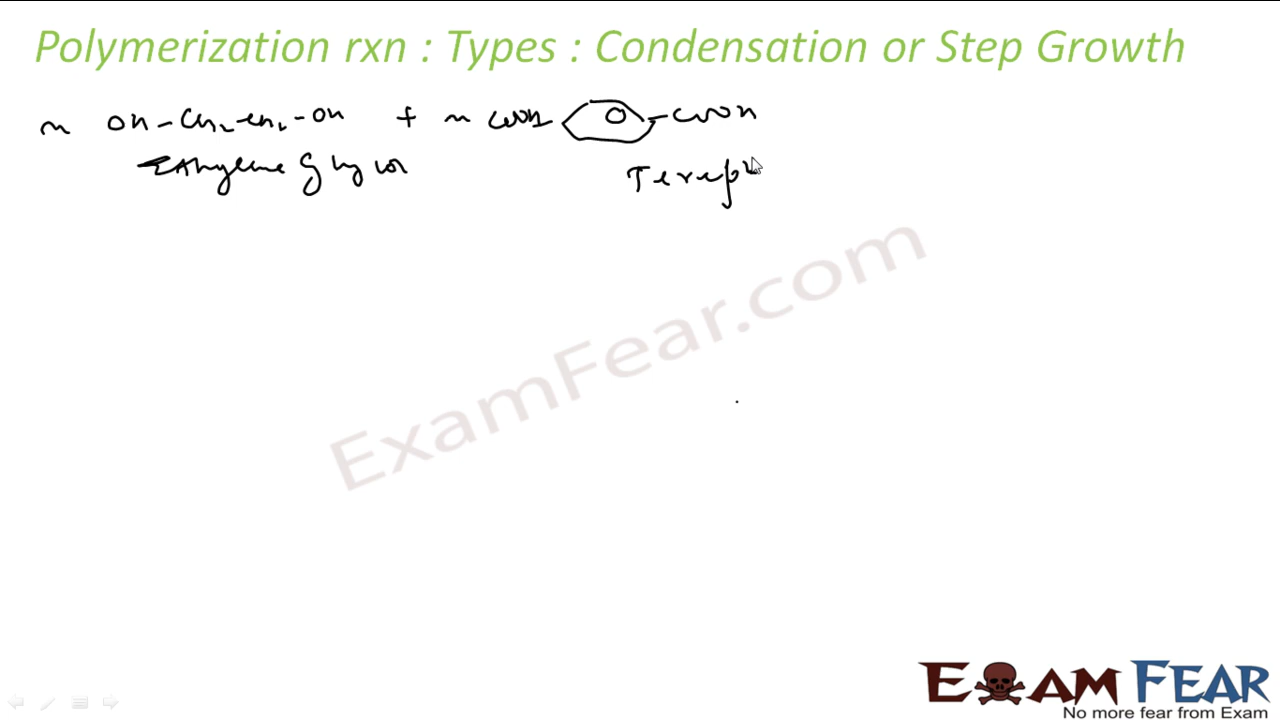 Polymerization rxn : Types : Condensation or Step Growth
n OH - CH2 - CH2 - OH + n COOH - COOH
Ethylene Glycol
Tereph
ExamFear.com
EXAM FEAR
No more fear from Exam